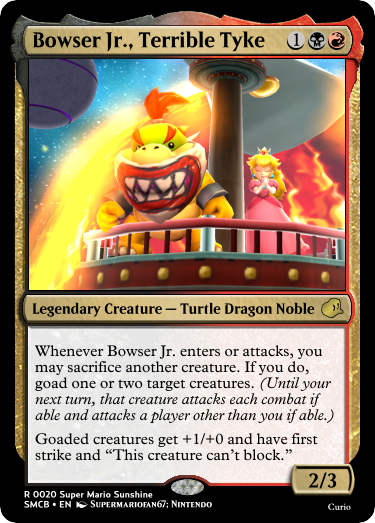 Bowser Jr., Terrible Tyke 1
Legendary Creature — Turtle Dragon Noble
Whenever Bowser Jr. enters or attacks, you
may sacrifice another creature. If you do,
goad one or two target creatures. (Until your
next turn, that creature attacks each combat if
able and attacks a player other than you if able.)
Goaded creatures get +1/+0 and have first
strike and “This creature can’t block.”
2/3
R 0020 Super Mario Sunshine
SMCB • EN Supermariofan67; Nintendo
Curio